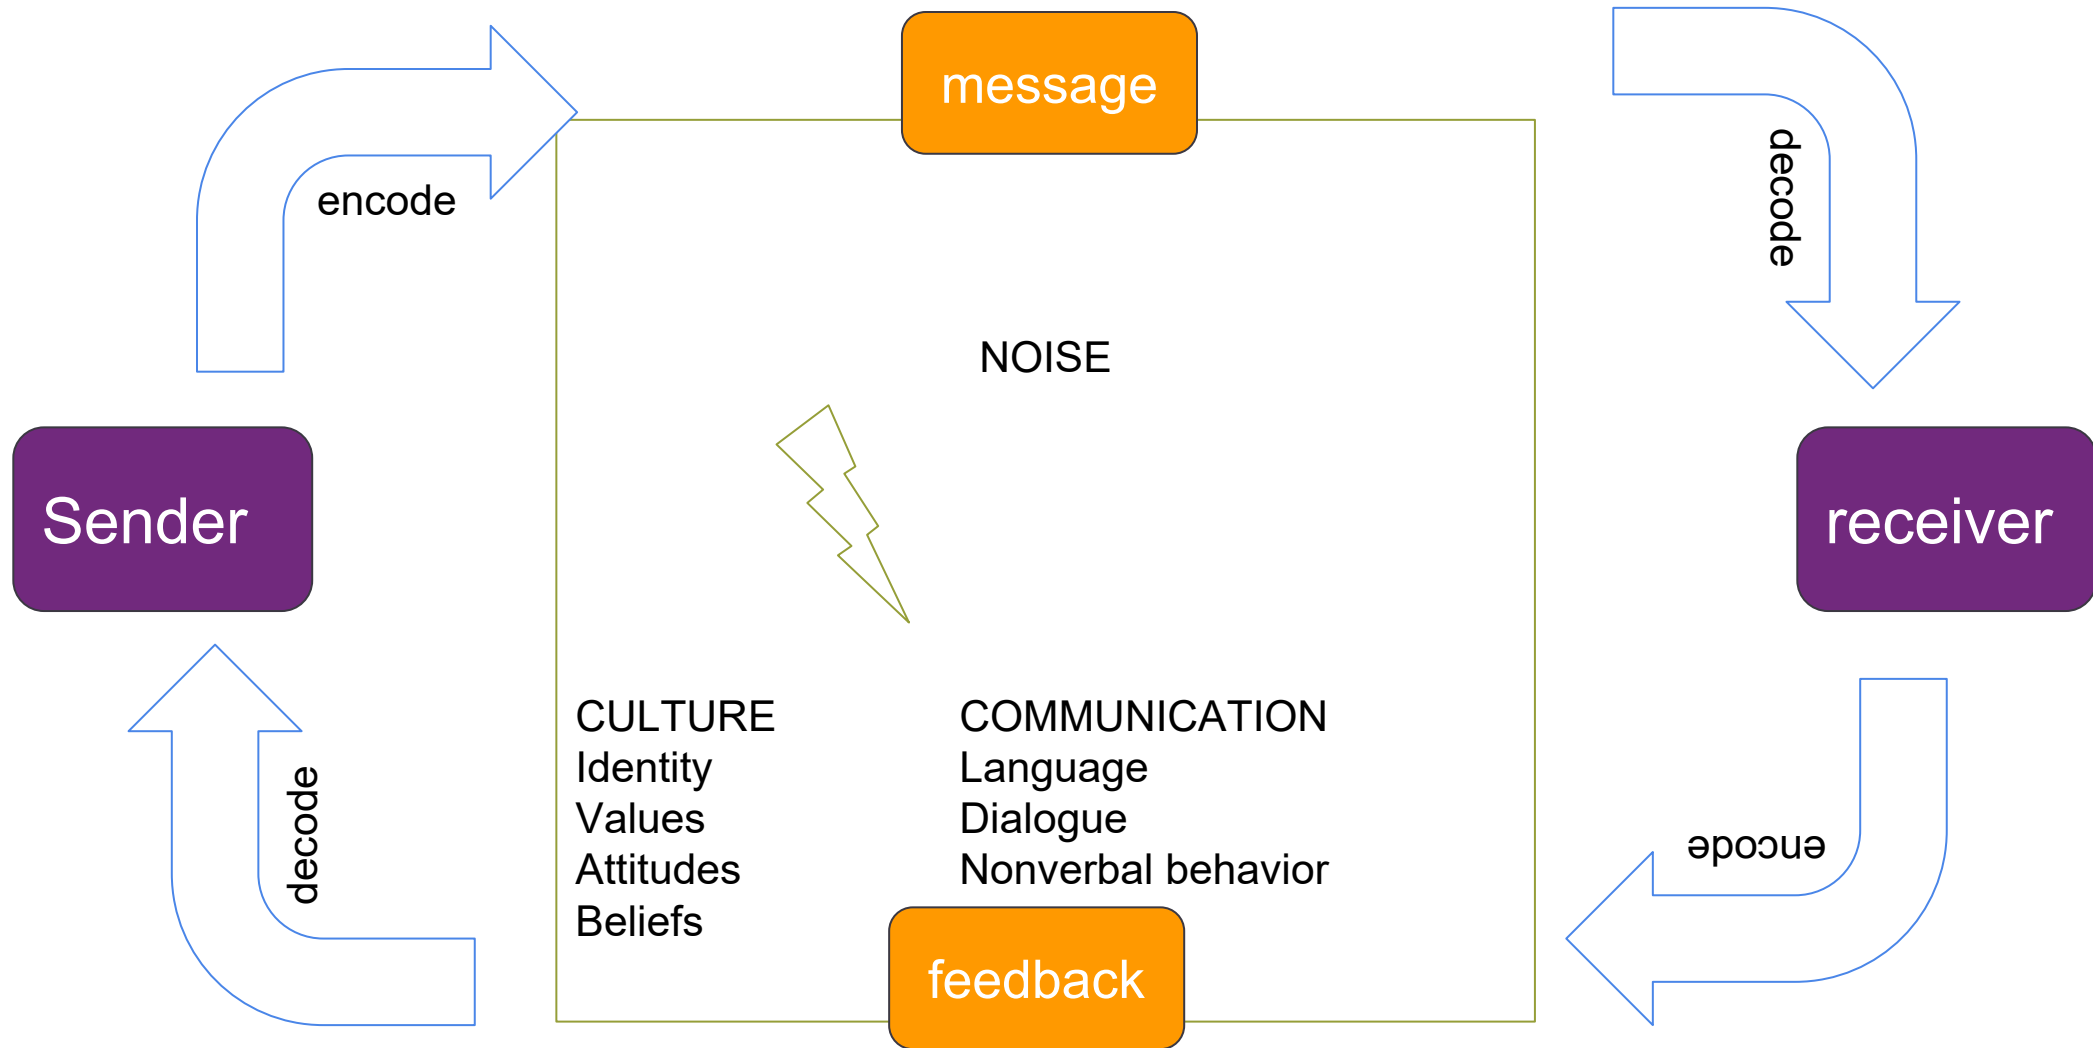 message
encode
decode
NOISE
Sender
receiver
CULTURE
Identity
Values
Attitudes
Beliefs
COMMUNICATION
Language
Dialogue
Nonverbal behavior
decode
encode
feedback